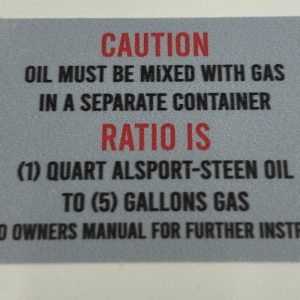 CAUTION
OIL MUST BE MIXED WITH GAS
IN A SEPARATE CONTAINER
RATIO IS
(1) QUART ALSPORT-STEEN OIL
TO (5) GALLONS GAS
OWNERS MANUAL FOR FURTHER